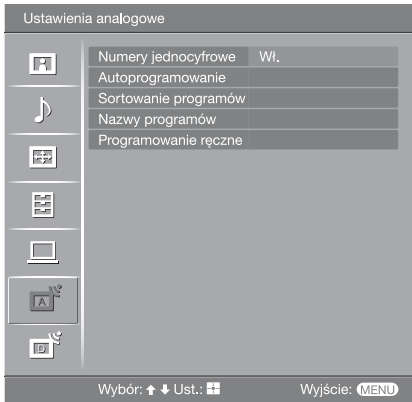 Ustawienia analogowe
Numery jednocyfrowe Wł.
Autoprogramowanie
Sortowanie programów
Nazwy programów
Programowanie ręczne
A
D
Wybór: ↑ ↓ Ust.: Wyjście: MENU